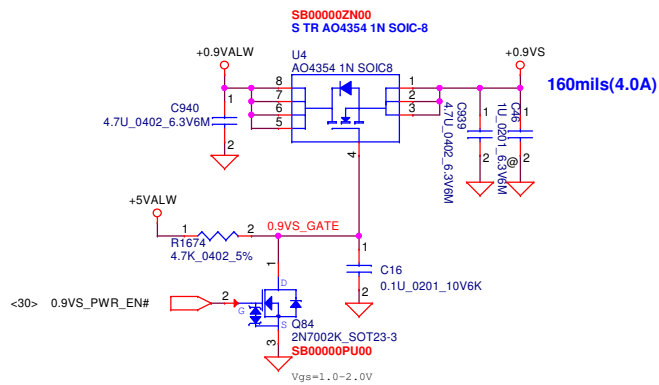 SB00000ZN00
S TR AO4354 1N SOIC-8
+0.9VALW
U4
AO4354 1N SOIC8
+0.9VS
160mils(4.0A)
8
7
6
5
1
2
3
4
1
C940
4.7U_0402_6.3V6M
2
1
C939
4.7U_0402_6.3V6M
2
1
C46
1U_0201_6.3V6M
2
@
+5VALW
1
2
R1674
4.7K_0402_5%
0.9VS_GATE
1
C16
0.1U_0201_10V6K
2
<30> 0.9VS_PWR_EN#
2
1
D
G
S
3
Q84
2N7002K_SOT23-3
SB00000PU00
Vgs=1.0-2.0V